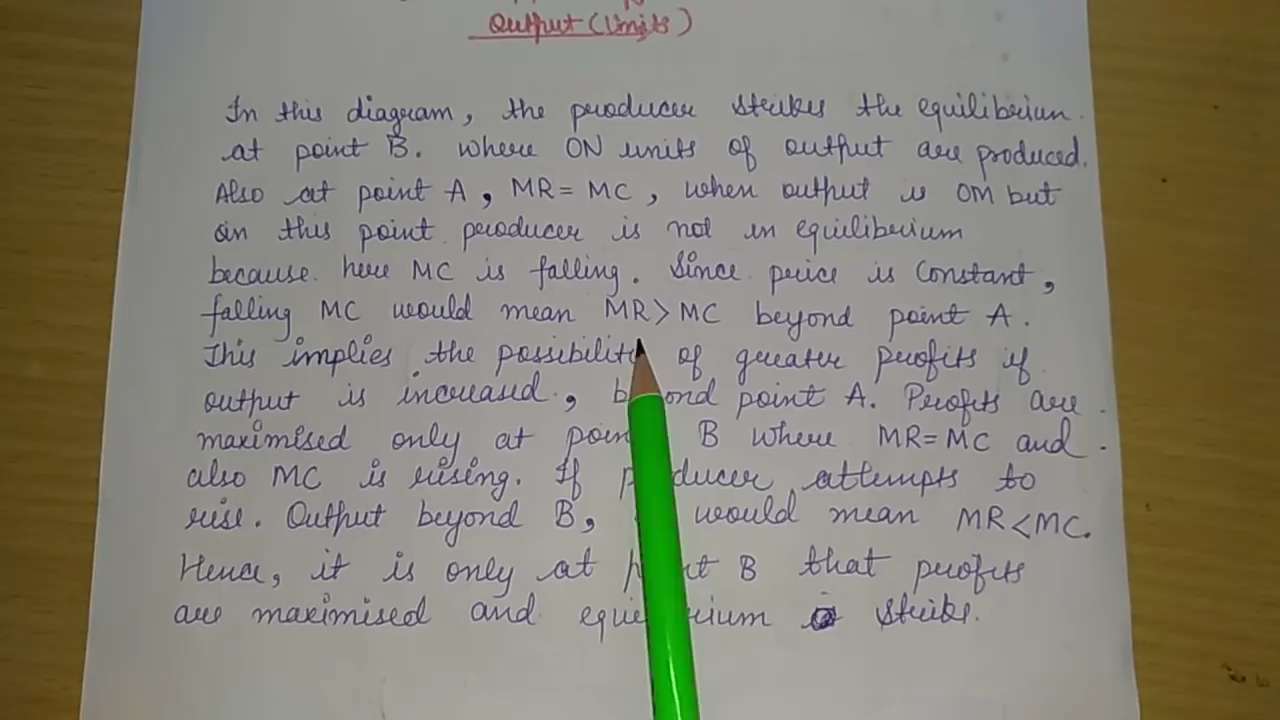 Output (Units)
In this diagram, the producer strikes the equilibrium
at point B. where ON units of output are produced.
Also at point A, MR = MC, when output is OM but
on this point producer is not in equilibrium
because here MC is falling. Since price is Constant,
falling MC would mean MR > MC beyond point A.
This implies the possibility of greater profits if
output is increased, beyond point A. Profits are
maximised only at point B where MR = MC and
also MC is rising. If producer attempts to
rise. Output beyond B, would mean MR < MC.
Hence, it is only at point B that profits
are maximised and equilibrium strikes.